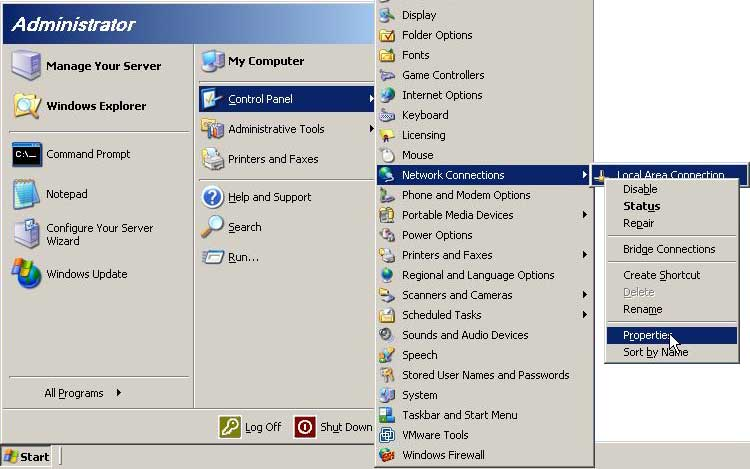 Administrator
Manage Your Server
Windows Explorer
Command Prompt
Notepad
Configure Your Server
Wizard
Windows Update
All Programs
My Computer
Control Panel
Administrative Tools
Printers and Faxes
Help and Support
Search
Run...
Log Off
Shut Down
Start
Display
Folder Options
Fonts
Game Controllers
Internet Options
Keyboard
Licensing
Mouse
Network Connections
Phone and Modem Options
Portable Media Devices
Power Options
Printers and Faxes
Regional and Language Options
Scanners and Cameras
Scheduled Tasks
Sounds and Audio Devices
Speech
Stored User Names and Passwords
System
Taskbar and Start Menu
VMware Tools
Windows Firewall
Local Area Connection
Disable
Status
Repair
Bridge Connections
Create Shortcut
Delete
Rename
Properties
Sort by Name